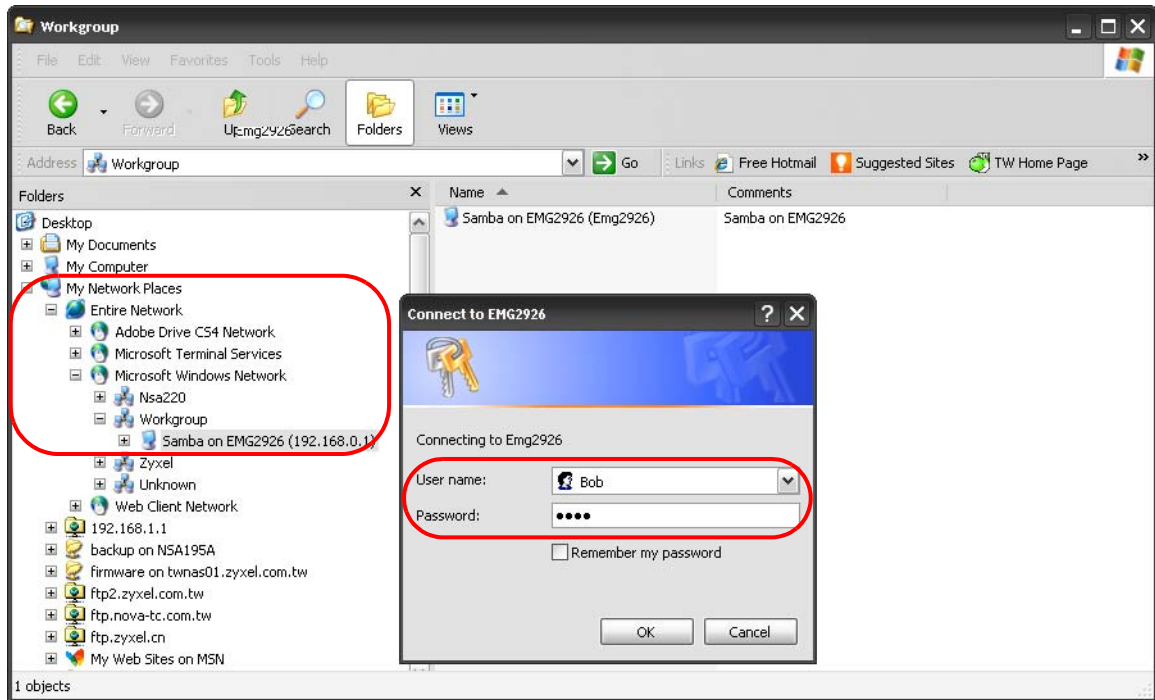 Workgroup
File Edit View Favorites Tools Help
Back Forward Up Emg2926 Search Folders Views
Address Workgroup Go Links Free Hotmail Suggested Sites TW Home Page »
Folders Name Comments
Desktop Samba on EMG2926 (Emg2926) Samba on EMG2926
My Documents
My Computer
My Network Places
Entire Network
Adobe Drive CS4 Network
Microsoft Terminal Services
Microsoft Windows Network
Nsa220
Workgroup
Samba on EMG2926 (192.168.0.1)
Zyxel
Unknown
Web Client Network
192.168.1.1
backup on NSA195A
firmware on twnas01.zyxel.com.tw
ftp2.zyxel.com.tw
ftp.nova-tc.com.tw
ftp.zyxel.cn
My Web Sites on MSN
Connect to EMG2926
Connecting to Emg2926
User name: Bob
Password: ••••
Remember my password
OK Cancel
1 objects